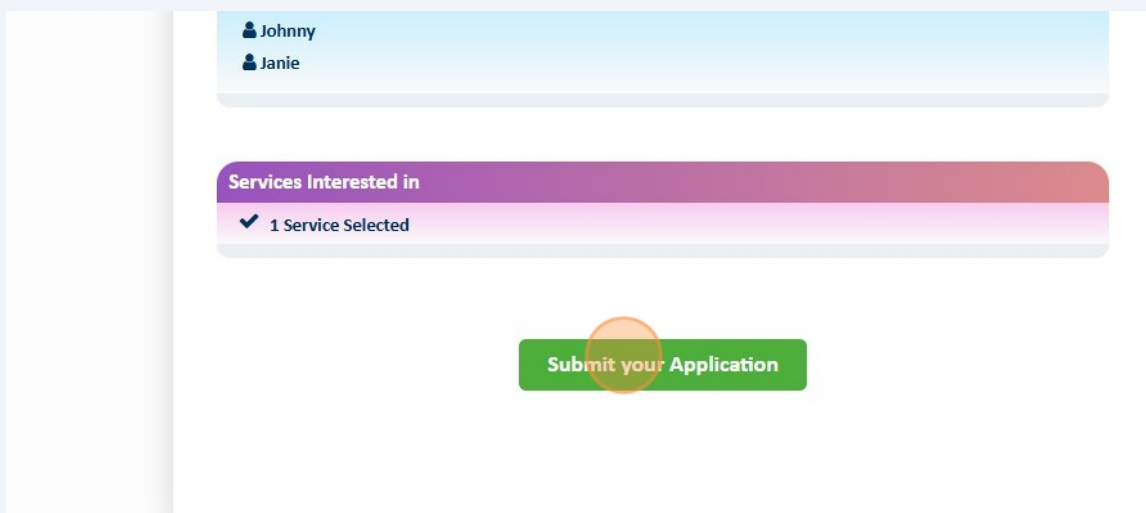 Johnny
Janie
Services Interested in
1 Service Selected
Submit your Application